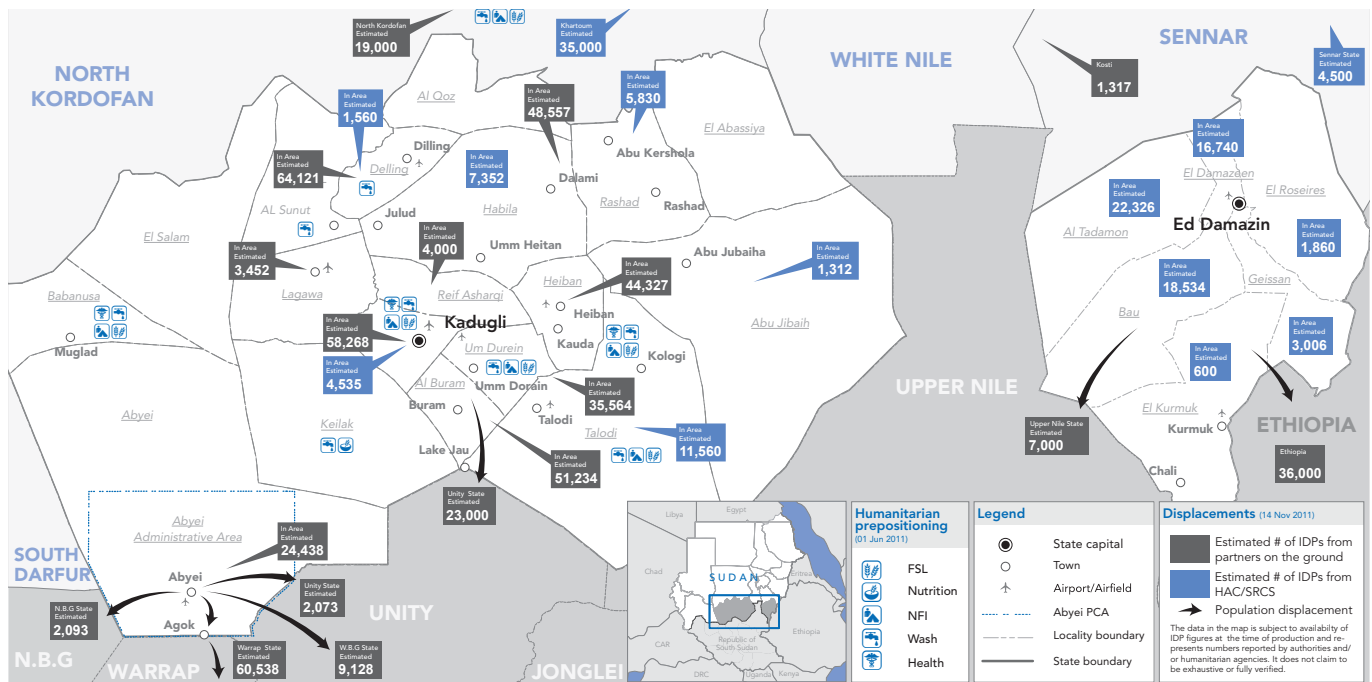 North Kordofan
Estimated
19,000
Khartoum
Estimated
35,000
WHITE NILE
SENNAR
Kosti
1,317
Sennar State
Estimated
4,500
NORTH
KORDOFAN
Al Qoz
In Area
Estimated
1,560
In Area
Estimated
48,557
In Area
Estimated
5,830
El Abassiya
Dilling
Delling
In Area
Estimated
64,121
In Area
Estimated
7,352
Abu Kershola
Dalami
Rashad
Rashad
AL Sunut
Julud
Habila
El Salam
In Area
Estimated
4,000
Umm Heitan
In Area
Estimated
3,452
Lagawa
Reif Asharqi
Heiban
In Area
Estimated
44,327
Abu Jubaiha
In Area
Estimated
1,312
Babanusa
Muglad
Kadugli
In Area
Estimated
58,268
In Area
Estimated
4,535
Heiban
Kauda
Kologi
Abu Jibaih
Um Durein
Umm Dorain
Al Buram
Buram
In Area
Estimated
35,564
Talodi
Talodi
In Area
Estimated
11,560
Abyei
Keilak
Lake Jau
In Area
Estimated
51,234
Unity State
Estimated
23,000
UPPER NILE
In Area
Estimated
16,740
El Damazeen
El Roseires
In Area
Estimated
22,326
Al Tadamon
Ed Damazin
In Area
Estimated
1,860
In Area
Estimated
18,534
Geissan
Bau
In Area
Estimated
3,006
In Area
Estimated
600
El Kurmuk
Kurmuk
Upper Nile State
Estimated
7,000
ETHIOPIA
Ethiopia
36,000
Chali
Abyei
Administrative Area
In Area
Estimated
24,438
SOUTH
DARFUR
Abyei
Unity State
Estimated
2,073
N.B.G State
Estimated
2,093
Agok
UNITY
Warrap State
Estimated
60,538
W.B.G State
Estimated
9,128
N.B.G
WARRAP
JONGLEI
Libya
Egypt
Chad
SUDAN
Eritrea
Ethiopia
CAR
Republic of
South Sudan
DRC
Uganda
Kenya
Humanitarian
prepositioning
(01 Jun 2011)
FSL
Nutrition
NFI
Wash
Health
Legend
State capital
Town
Airport/Airfield
Abyei PCA
Locality boundary
State boundary
Displacements (14 Nov 2011)
Estimated # of IDPs from
partners on the ground
Estimated # of IDPs from
HAC/SRCS
Population displacement
The data in the map is subject to availabilty of
IDP figures at the time of production and re-
presents numbers reported by authorities and/
or humanitarian agencies. It does not claim to
be exhaustive or fully verified.